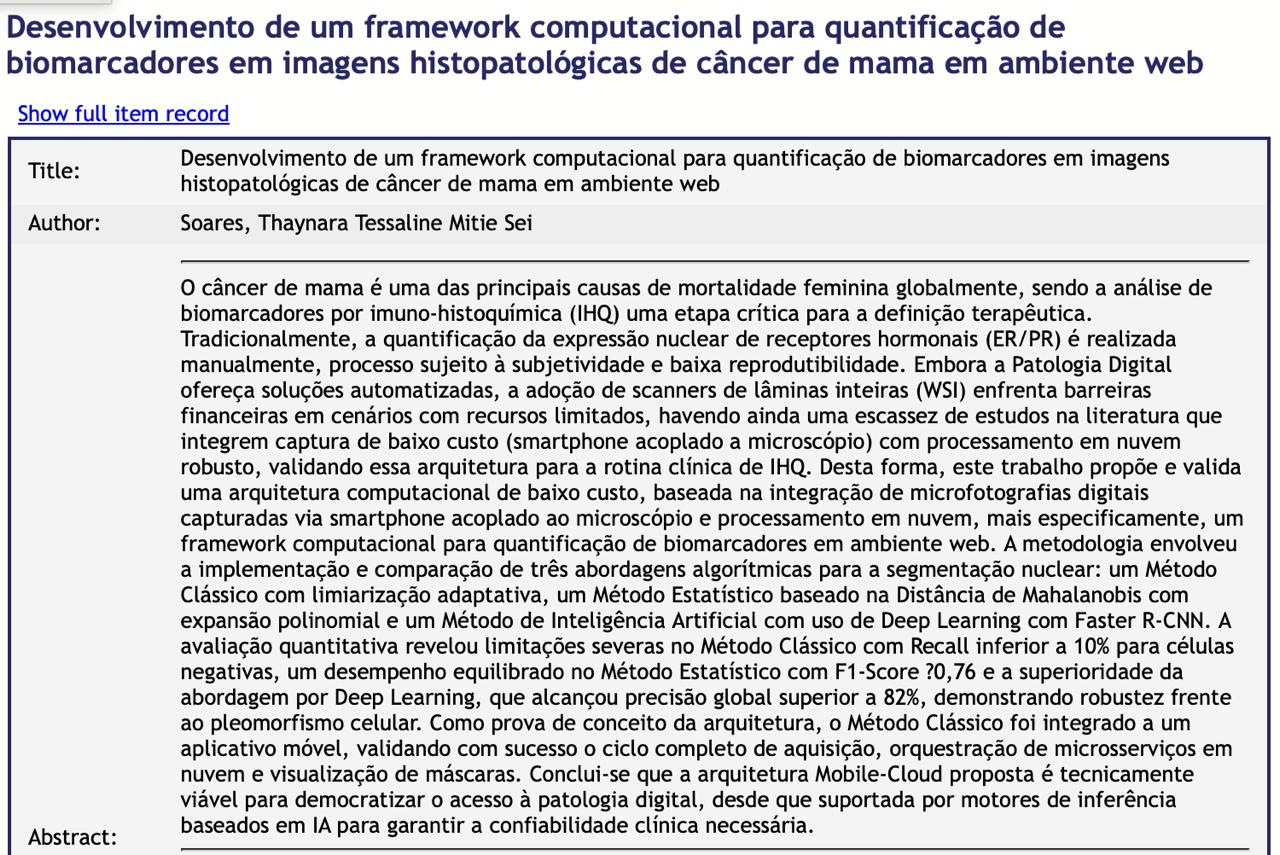 Desenvolvimento de um framework computacional para quantificação de
biomarcadores em imagens histopatológicas de câncer de mama em ambiente web
Show full item record
Title:
Desenvolvimento de um framework computacional para quantificação de biomarcadores em imagens
histopatológicas de câncer de mama em ambiente web
Author:
Soares, Thaynara Tessaline Mitie Sei
O câncer de mama é uma das principais causas de mortalidade feminina globalmente, sendo a análise de
biomarcadores por imuno-histoquímica (IHQ) uma etapa crítica para a definição terapêutica.
Tradicionalmente, a quantificação da expressão nuclear de receptores hormonais (ER/PR) é realizada
manualmente, processo sujeito à subjetividade e baixa reprodutibilidade. Embora a Patologia Digital
ofereça soluções automatizadas, a adoção de scanners de lâminas inteiras (WSI) enfrenta barreiras
financeiras em cenários com recursos limitados, havendo ainda uma escassez de estudos na literatura que
integrem captura de baixo custo (smartphone acoplado a microscópio) com processamento em nuvem
robusto, validando essa arquitetura para a rotina clínica de IHQ. Desta forma, este trabalho propõe e valida
uma arquitetura computacional de baixo custo, baseada na integração de microfotografias digitais
capturadas via smartphone acoplado ao microscópio e processamento em nuvem, mais especificamente, um
framework computacional para quantificação de biomarcadores em ambiente web. A metodologia envolveu
a implementação e comparação de três abordagens algorítmicas para a segmentação nuclear: um Método
Clássico com limiarização adaptativa, um Método Estatístico baseado na Distância de Mahalanobis com
expansão polinomial e um Método de Inteligência Artificial com uso de Deep Learning com Faster R-CNN. A
avaliação quantitativa revelou limitações severas no Método Clássico com Recall inferior a 10% para células
negativas, um desempenho equilibrado no Método Estatístico com F1-Score ?0,76 e a superioridade da
abordagem por Deep Learning, que alcançou precisão global superior a 82%, demonstrando robustez frente
ao pleomorfismo celular. Como prova de conceito da arquitetura, o Método Clássico foi integrado a um
aplicativo móvel, validando com sucesso o ciclo completo de aquisição, orquestração de microsserviços em
nuvem e visualização de máscaras. Conclui-se que a arquitetura Mobile-Cloud proposta é tecnicamente
viável para democratizar o acesso à patologia digital, desde que suportada por motores de inferência
baseados em IA para garantir a confiabilidade clínica necessária.
Abstract: